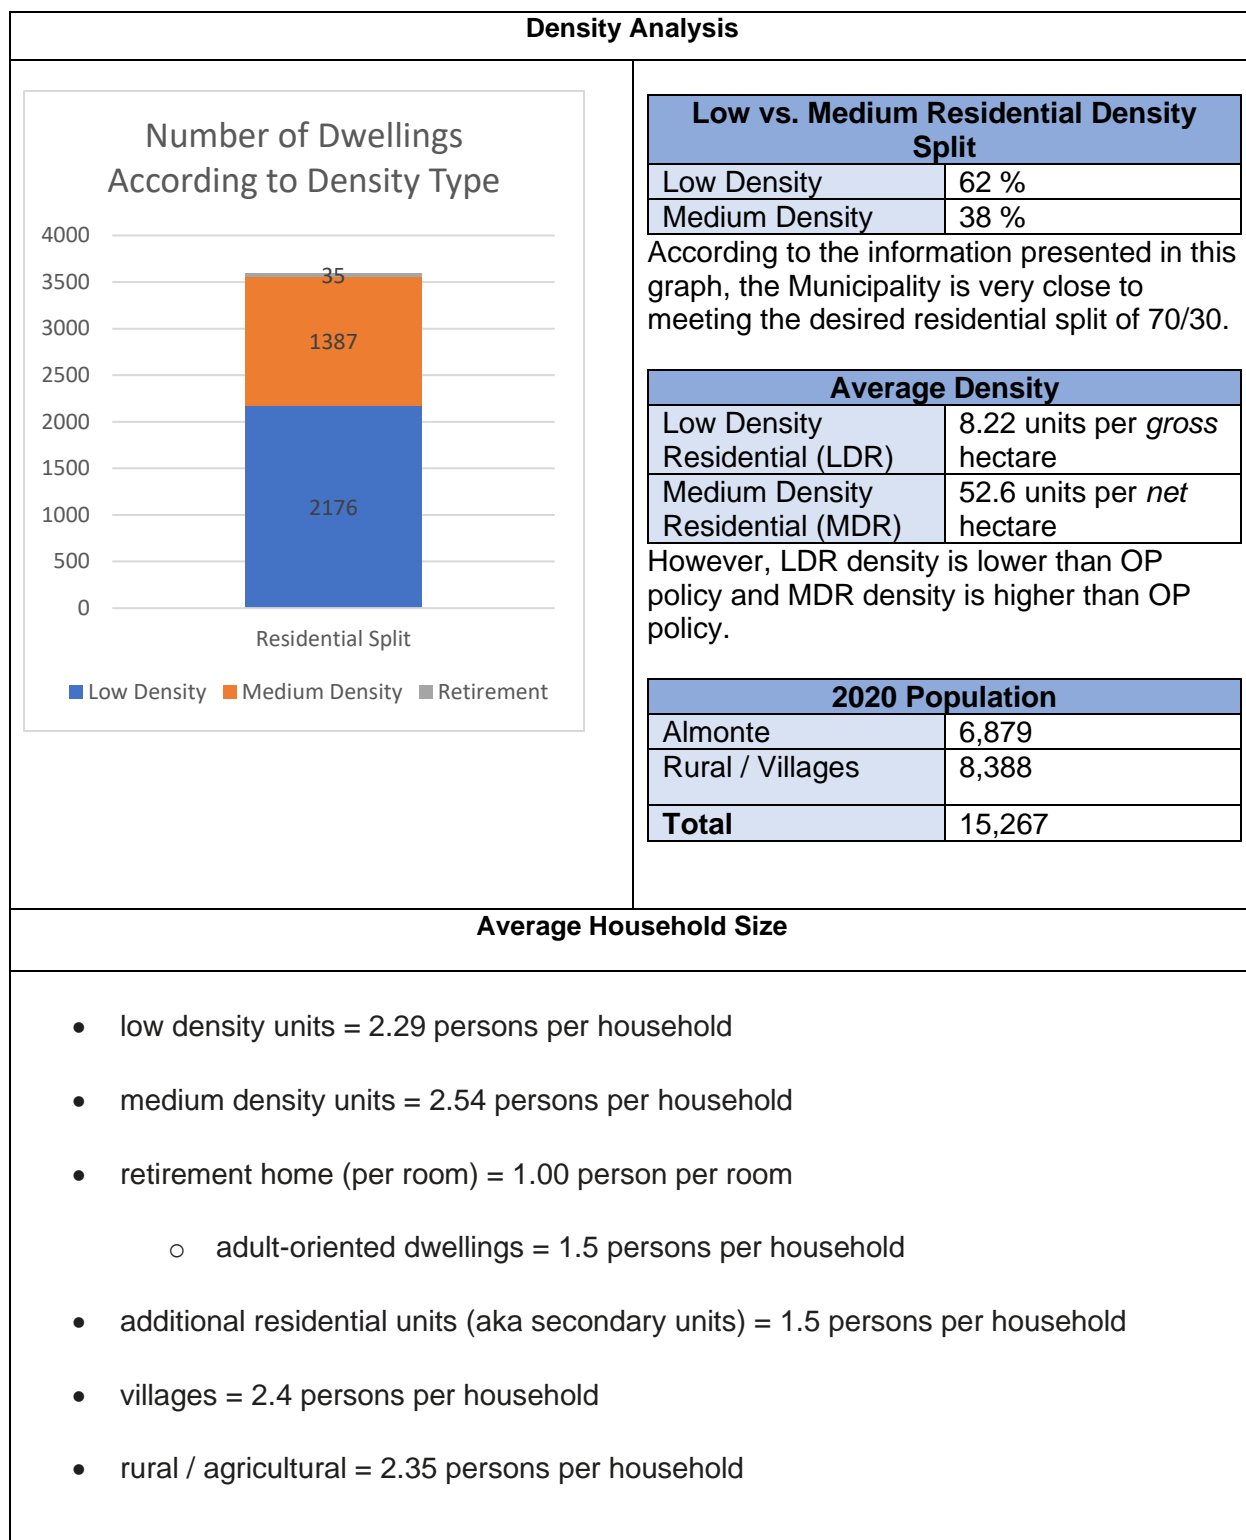 Density Analysis
Number of Dwellings
According to Density Type
4000
3500
3000
2500
2000
1500
1000
500
0
35
1387
2176
Residential Split
Low Density Medium Density Retirement
Low vs. Medium Residential Density
Split
Low Density 62 %
Medium Density 38 %
According to the information presented in this
graph, the Municipality is very close to
meeting the desired residential split of 70/30.
Average Density
Low Density 8.22 units per gross
Residential (LDR) hectare
Medium Density 52.6 units per net
Residential (MDR) hectare
However, LDR density is lower than OP
policy and MDR density is higher than OP
policy.
2020 Population
Almonte 6,879
Rural / Villages 8,388
Total 15,267
Average Household Size
• low density units = 2.29 persons per household
• medium density units = 2.54 persons per household
• retirement home (per room) = 1.00 person per room
o adult-oriented dwellings = 1.5 persons per household
• additional residential units (aka secondary units) = 1.5 persons per household
• villages = 2.4 persons per household
• rural / agricultural = 2.35 persons per household